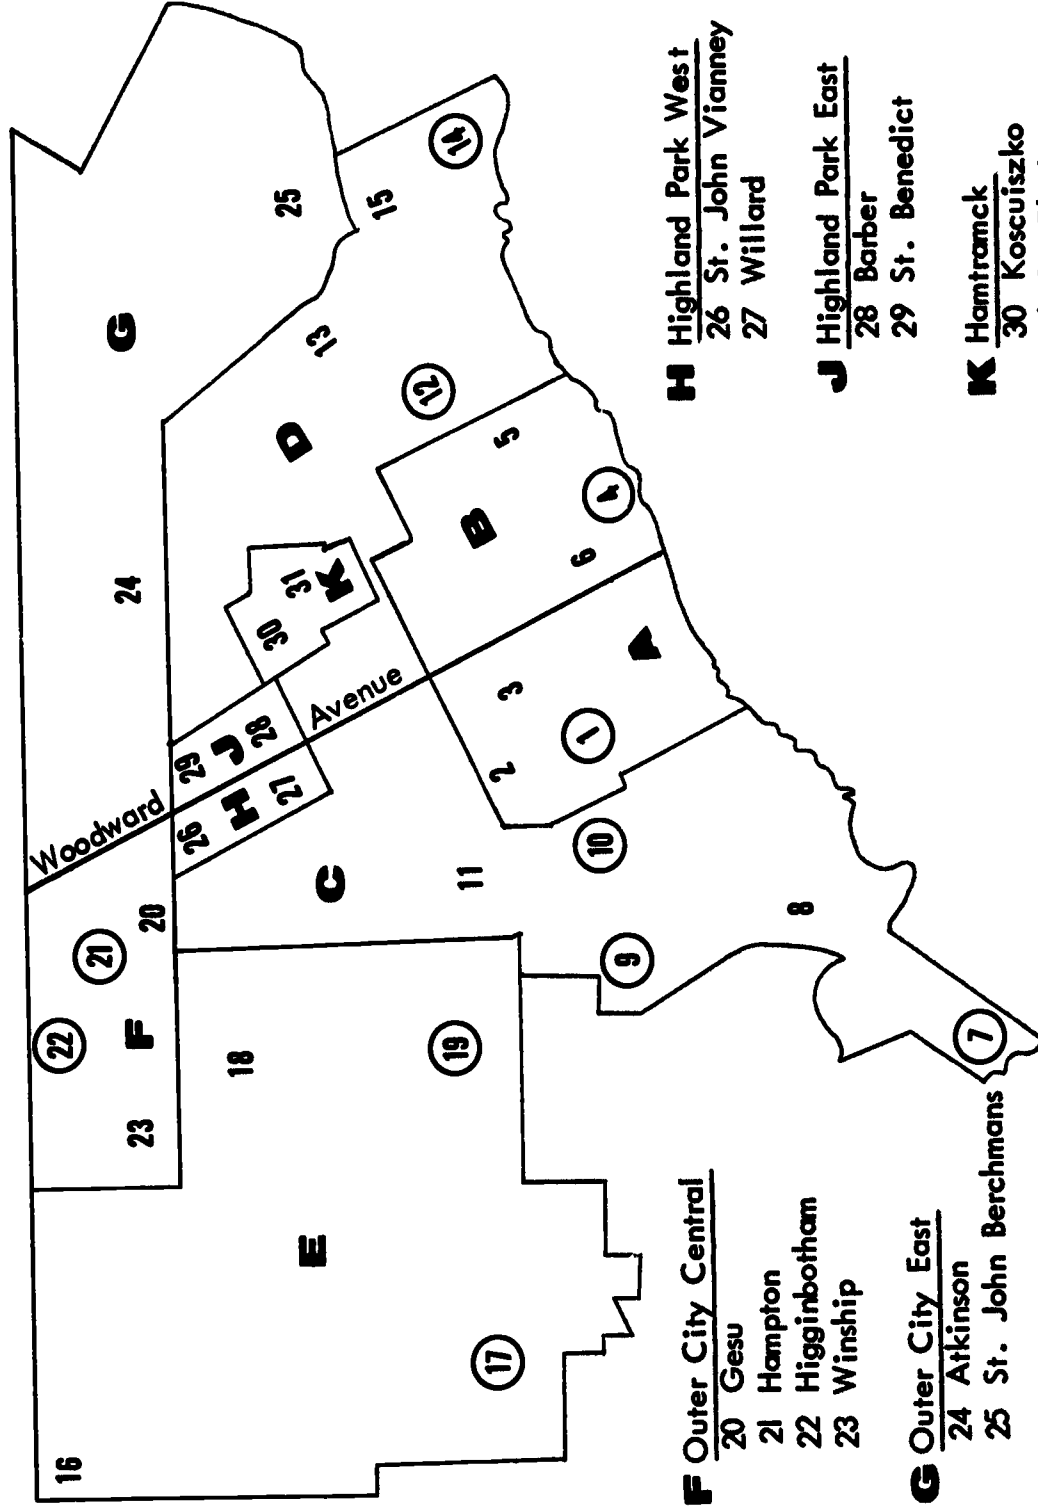 16
22
21
23
F
20
Woodward
24
G
18
26
29
H
J
27
28
25
E
Avenue
30
31
K
D
13
15
C
14
17
19
11
2
3
B
5
12
1
6
10
A
4
9
8
7
F Outer City Central
20 Gesu
21 Hampton
22 Higginbotham
23 Winship
G Outer City East
24 Atkinson
25 St. John Berchmans
H Highland Park West
26 St. John Vianney
27 Willard
J Highland Park East
28 Barber
29 St. Benedict
K Hamtramck
30 Koscuiszko